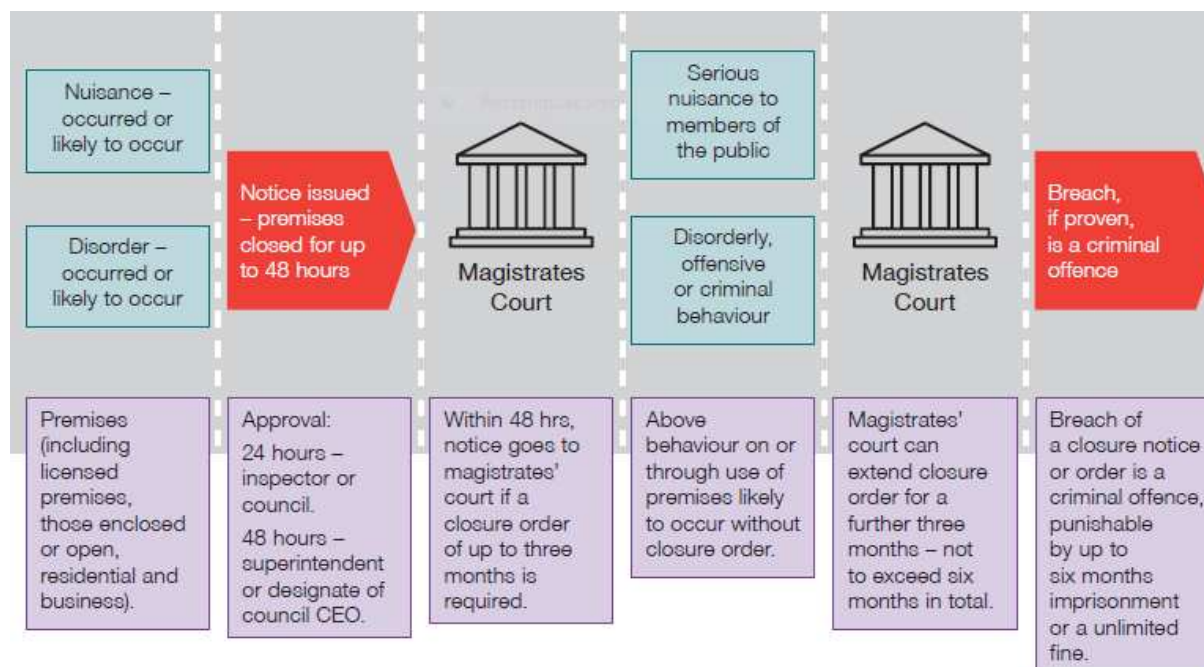 Nuisance –
occurred or
likely to occur
Disorder –
occurred or
likely to occur
Notice issued
– premises
closed for up
to 48 hours
Magistrates
Court
Serious
nuisance to
members of
the public
Disorderly,
offensive
or criminal
behaviour
Magistrates
Court
Breach,
if proven,
is a criminal
offence
Premises
(including
licensed
premises,
those enclosed
or open,
residential and
business).
Approval:
24 hours –
inspector or
council.
48 hours –
superintendent
or designate of
council CEO.
Within 48 hrs,
notice goes to
magistrates'
court if a
closure order
of up to three
months is
required.
Above
behaviour on or
through use of
premises likely
to occur without
closure order.
Magistrates'
court can
extend closure
order for a
further three
months – not
to exceed six
months in total.
Breach of
a closure notice
or order is a
criminal offence,
punishable
by up to
six months
imprisonment
or a unlimited
fine.